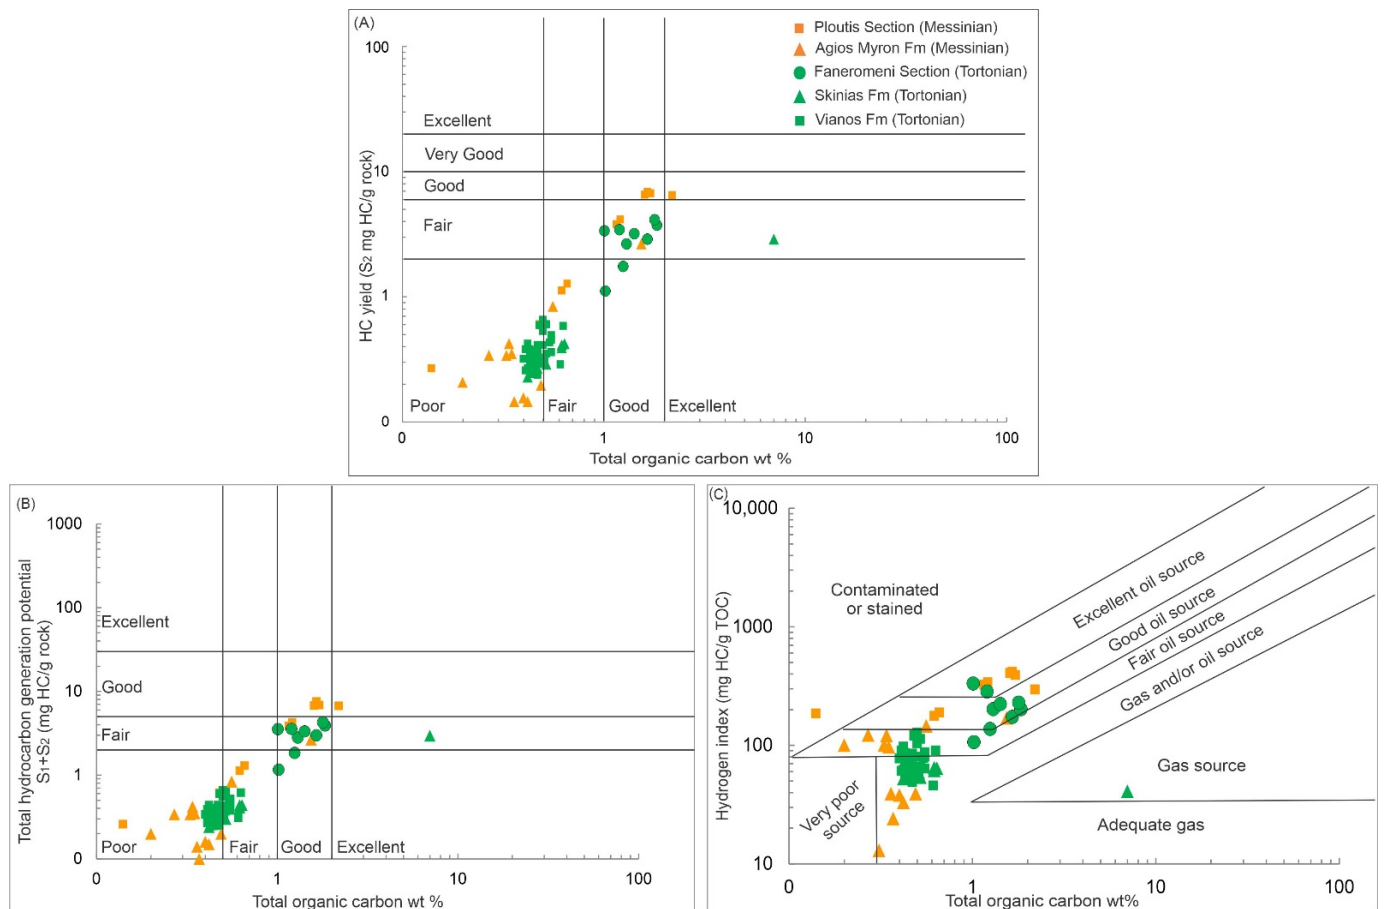 (A)
Ploutis Section (Messinian)
Agios Myron Fm (Messinian)
Faneromeni Section (Tortonian)
Skinias Fm (Tortonian)
Vianos Fm (Tortonian)
HC yield (S2 mg HC/g rock)
100
10
1
0
Excellent
Very Good
Good
Fair
Poor
Fair
Good
Excellent
0
1
10
100
Total organic carbon wt %
(B)
Total hydrocarbon generation potential
S1+S2 (mg HC/g rock)
1000
100
10
1
0
Excellent
Good
Fair
Poor
Fair
Good
Excellent
0
1
10
100
Total organic carbon wt %
(C)
Hydrogen index (mg HC/g TOC)
10,000
1000
100
10
Contaminated
or stained
Excellent oil source
Good oil source
Fair oil source
Gas and/or oil source
Gas source
Adequate gas
Very poor
source
0
1
10
100
Total organic carbon wt %